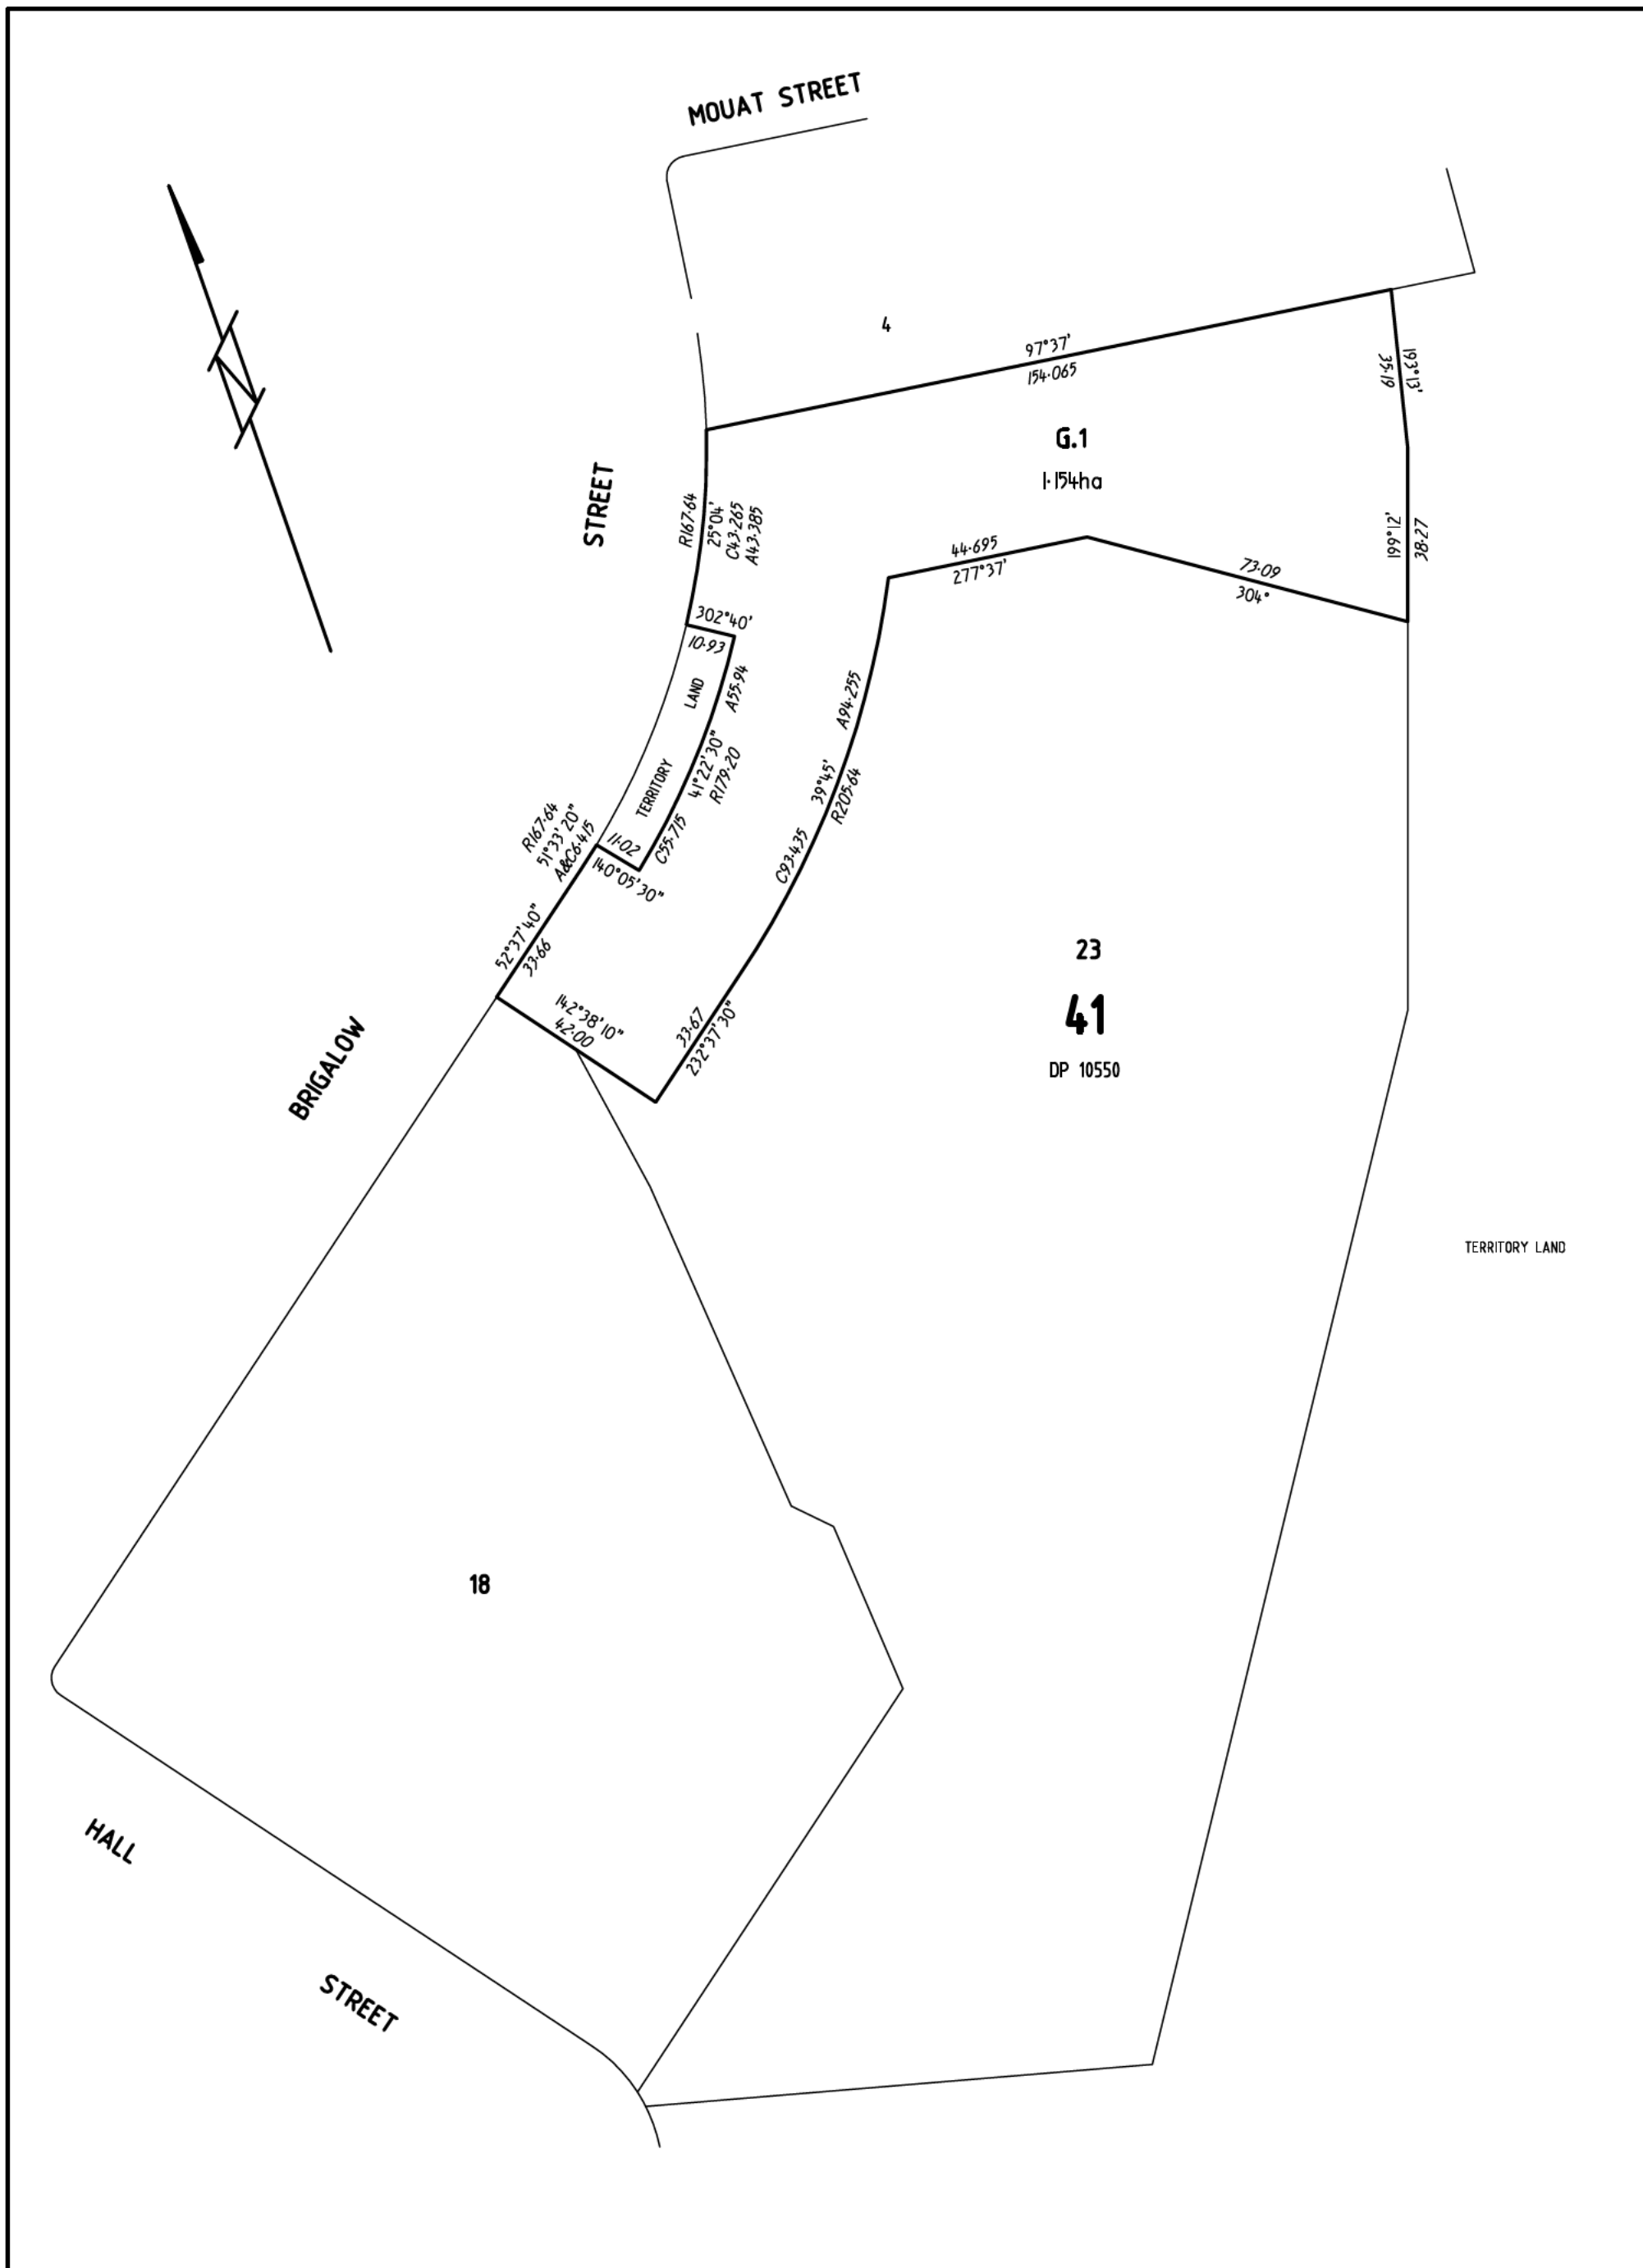 MOUAT STREET
4
97°37'
154·065
193°13'
35·19
G.1
1·154ha
STREET
R167·64
25°04'
C43·265
A43·385
199°12'
38·27
44·695
277°37'
73·09
304°
302°40'
10·93
LAND
TERRITORY
A55·94
41°22'30"
R179·20
C55·715
A94·255
39°45'
R205·64
C93·435
R167·64
51°33'20"
A&C6·415
11·02
140°05'30"
52°37'40"
33·66
23
41
DP 10550
142°38'10"
42·00
33·67
232°37'30"
BRIGALOW
TERRITORY LAND
18
HALL
STREET